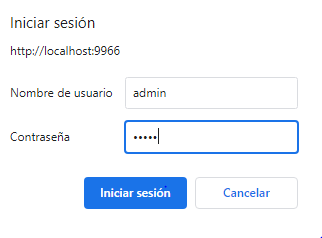 Iniciar sesión
http://localhost:9966
Nombre de usuario admin
Contraseña •••••
Iniciar sesión Cancelar